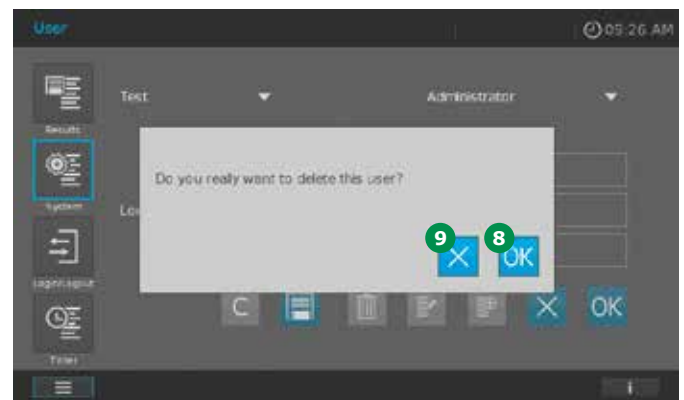 User
09:26 AM
Test
Administrator
Results
Do you really want to delete this user?
System
9
8
OK
Login/Logout
C
OK
Timer
i